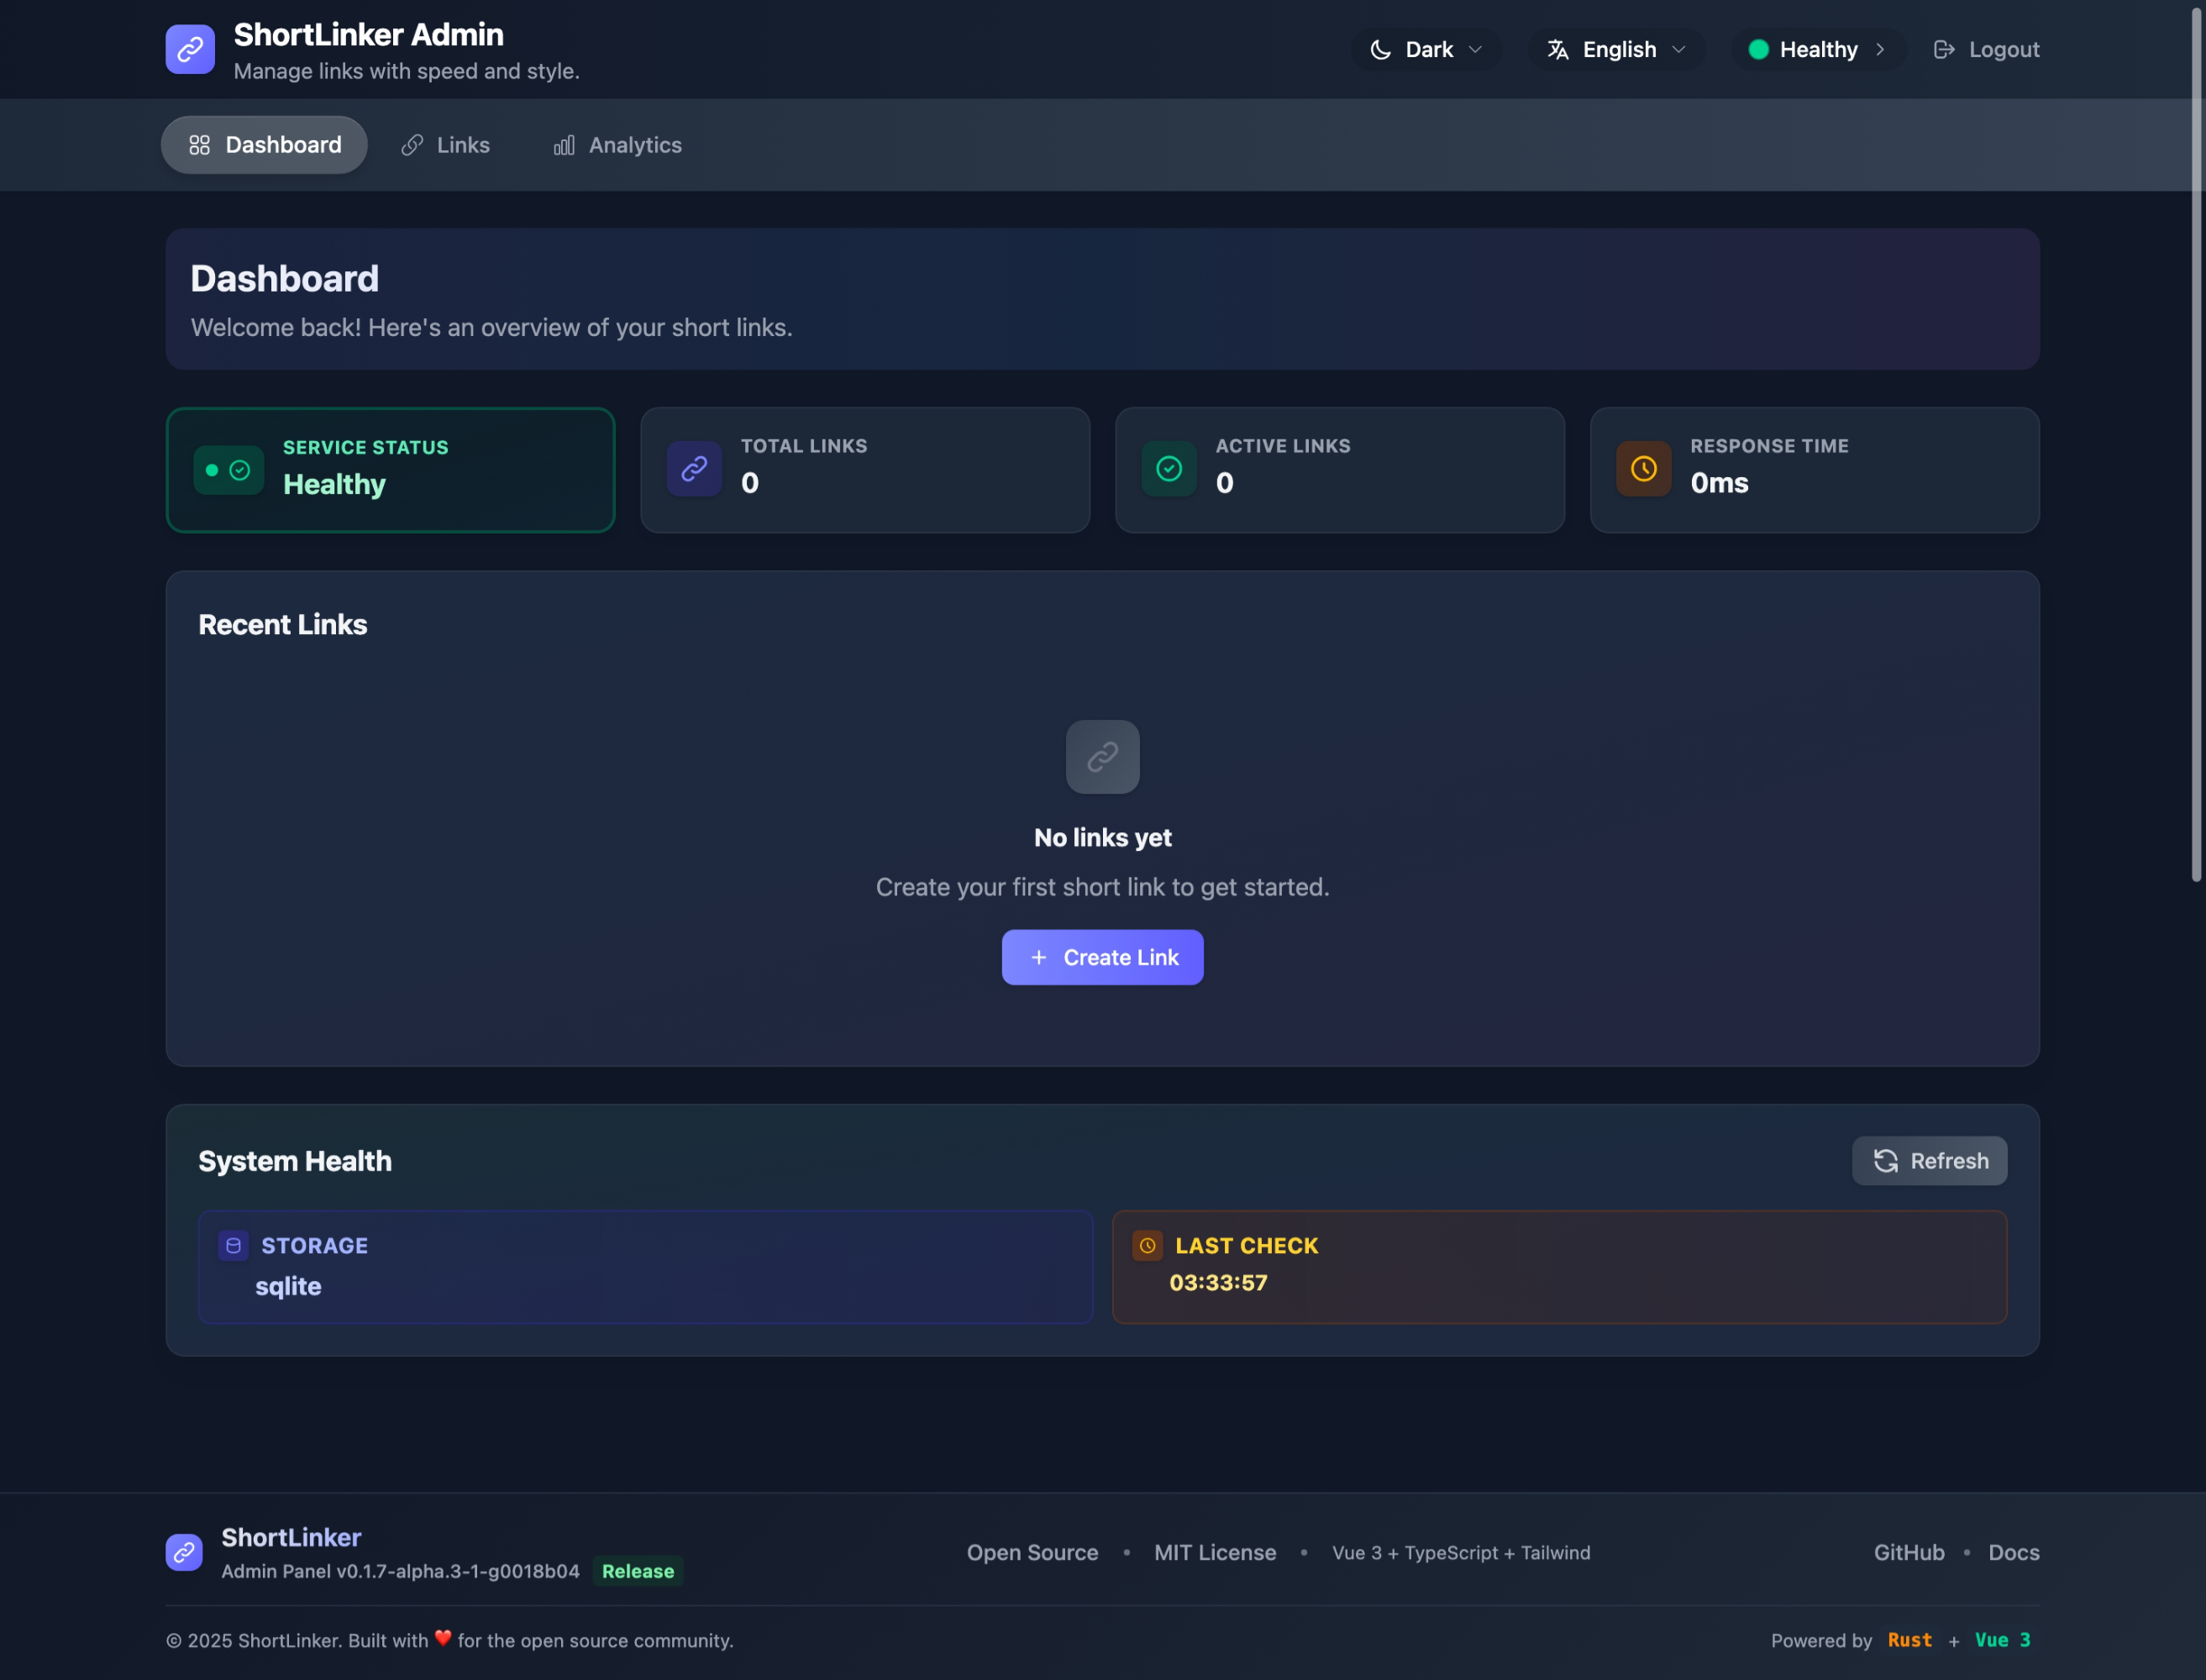 ShortLinker Admin
Manage links with speed and style.
Dark
English
Healthy
Logout
Dashboard
Links
Analytics
Dashboard
Welcome back! Here's an overview of your short links.
SERVICE STATUS
Healthy
TOTAL LINKS
0
ACTIVE LINKS
0
RESPONSE TIME
0ms
Recent Links
No links yet
Create your first short link to get started.
+ Create Link
System Health
Refresh
STORAGE
sqlite
LAST CHECK
03:33:57
ShortLinker
Admin Panel v0.1.7-alpha.3-1-g0018b04 Release
Open Source • MIT License • Vue 3 + TypeScript + Tailwind
GitHub • Docs
© 2025 ShortLinker. Built with ❤️ for the open source community.
Powered by Rust + Vue 3